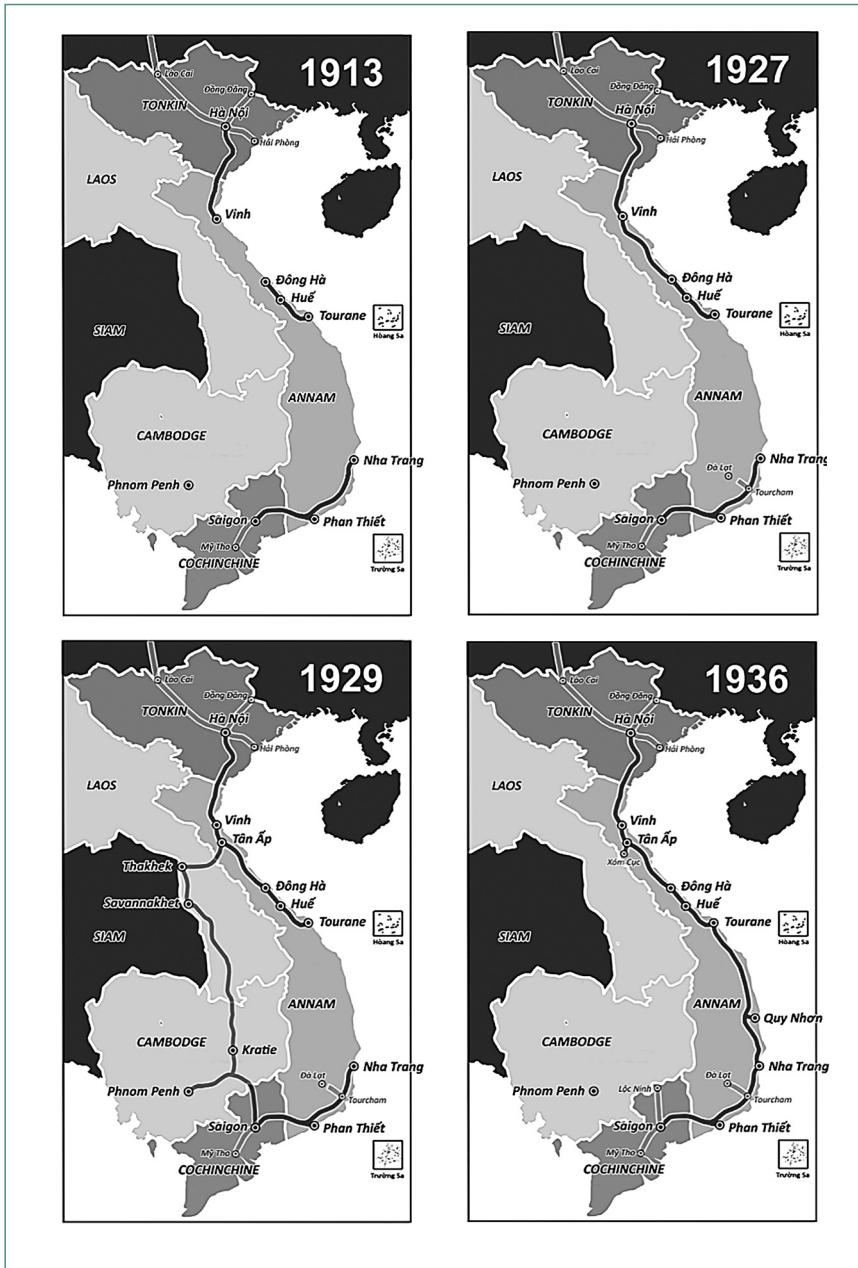 1913
Lào Cai
Đồng Đăng
TONKIN
Hà Nội
Hải Phòng
LAOS
Vinh
Đông Hà
Huế
Tourane
Hoàng Sa
SIAM
ANNAM
CAMBODGE
Nha Trang
Phnom Penh
Saigon
Phan Thiết
Mỹ Tho
COCHINCHINE
Trường Sa
1927
Lào Cai
Đồng Đăng
TONKIN
Hà Nội
Hải Phòng
LAOS
Vinh
Đông Hà
Huế
Tourane
Hoàng Sa
SIAM
ANNAM
CAMBODGE
Nha Trang
Đà Lạt
Phnom Penh
Tourcham
Saigon
Phan Thiết
Mỹ Tho
COCHINCHINE
Trường Sa
1929
Lào Cai
Đồng Đăng
TONKIN
Hà Nội
Hải Phòng
LAOS
Vinh
Tân Ấp
Thakhek
Đông Hà
Savannakhet
Huế
Tourane
Hoàng Sa
SIAM
ANNAM
CAMBODGE
Kratie
Nha Trang
Đà Lạt
Phnom Penh
Tourcham
Saigon
Phan Thiết
Mỹ Tho
COCHINCHINE
Trường Sa
1936
Lào Cai
Đồng Đăng
TONKIN
Hà Nội
Hải Phòng
LAOS
Vinh
Tân Ấp
Xóm Cục
Đông Hà
Huế
Tourane
Hoàng Sa
SIAM
ANNAM
Quy Nhơn
CAMBODGE
Nha Trang
Đà Lạt
Phnom Penh
Lộc Ninh
Tourcham
Saigon
Phan Thiết
Mỹ Tho
COCHINCHINE
Trường Sa